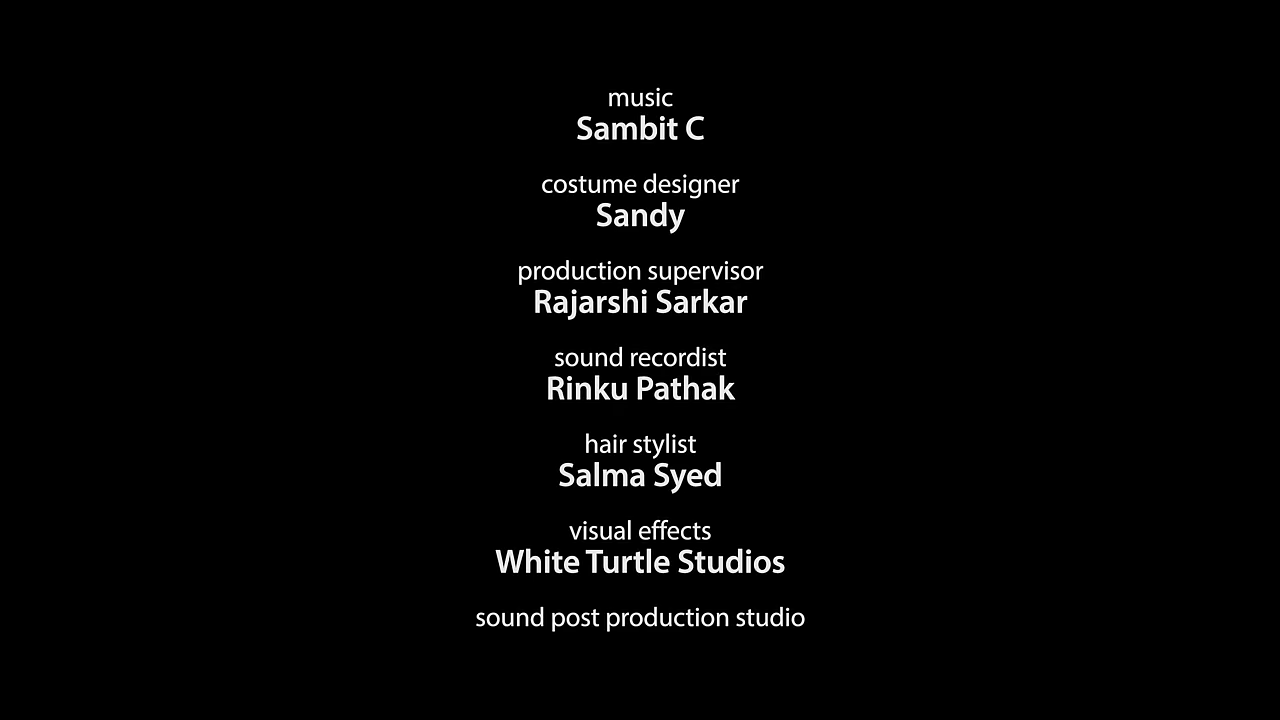 music
Sambit C
costume designer
Sandy
production supervisor
Rajarshi Sarkar
sound recordist
Rinku Pathak
hair stylist
Salma Syed
visual effects
White Turtle Studios
sound post production studio